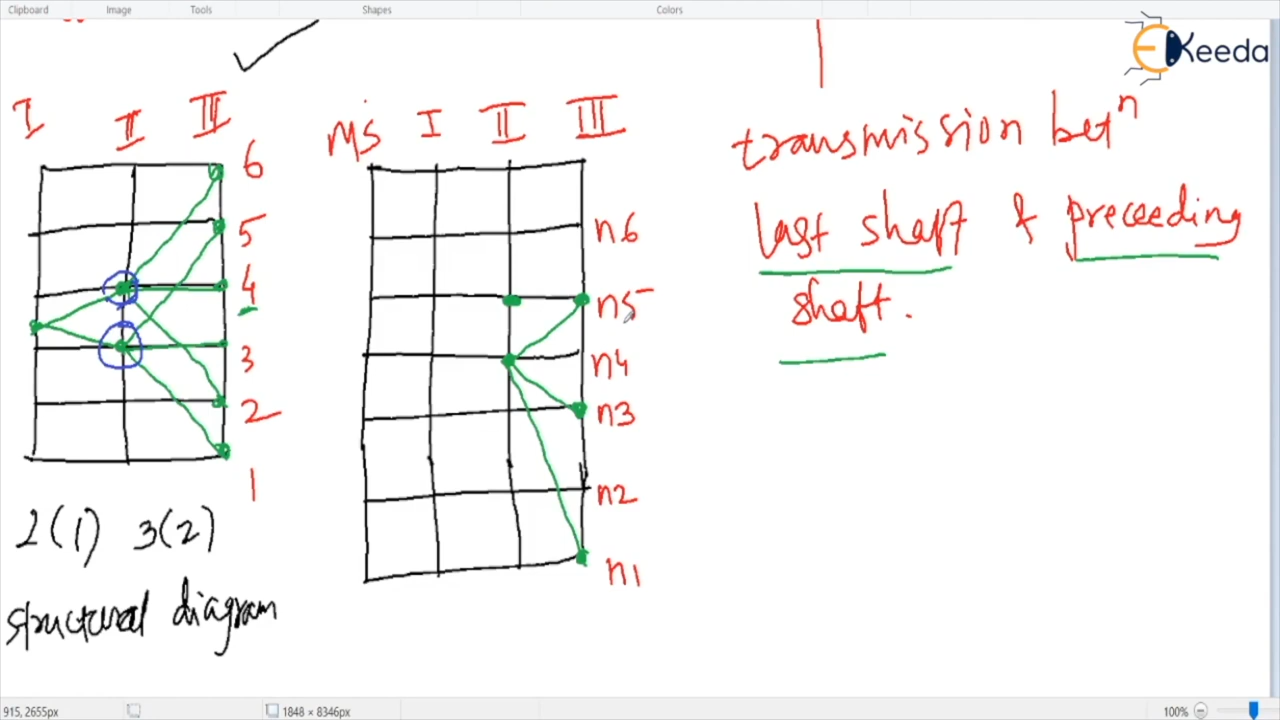 Clipboard
Image
Tools
Shapes
Colors
EKeeda
I II III
6
5
4
3
2
1
2(1) 3(2)
structural diagram
MS I II III
n6
n5
n4
n3
n2
n1
transmission betn
last shaft & preceeding
shaft.
915, 2655px
1848 × 8346px
100%